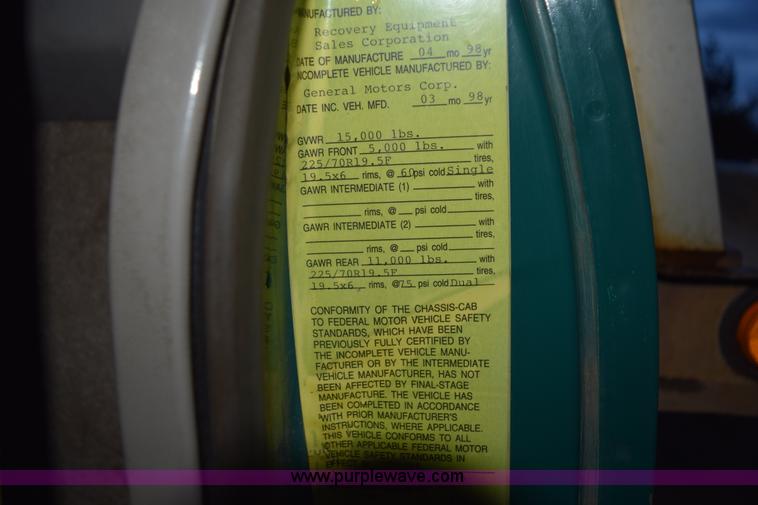 MANUFACTURED BY:
Recovery Equipment
Sales Corporation
DATE OF MANUFACTURE 04 mo 98 yr
INCOMPLETE VEHICLE MANUFACTURED BY:
General Motors Corp.
DATE INC. VEH. MFD. 03 mo 98 yr
GVWR 15,000 lbs.
GAWR FRONT 5,000 lbs. with
225/70R19.5F tires,
19.5x6 rims, @ 60 psi cold Single
GAWR INTERMEDIATE (1) with
tires,
rims, @ psi cold
GAWR INTERMEDIATE (2) with
tires,
rims, @ psi cold
GAWR REAR 11,000 lbs. with
225/70R19.5F tires,
19.5x6 rims, @ 75 psi cold Dual
CONFORMITY OF THE CHASSIS-CAB
TO FEDERAL MOTOR VEHICLE SAFETY
STANDARDS, WHICH HAVE BEEN
PREVIOUSLY FULLY CERTIFIED BY
THE INCOMPLETE VEHICLE MANU-
FACTURER OR BY THE INTERMEDIATE
VEHICLE MANUFACTURER, HAS NOT
BEEN AFFECTED BY FINAL-STAGE
MANUFACTURE. THE VEHICLE HAS
BEEN COMPLETED IN ACCORDANCE
WITH PRIOR MANUFACTURER'S
INSTRUCTIONS, WHERE APPLICABLE.
THIS VEHICLE CONFORMS TO ALL
OTHER APPLICABLE FEDERAL MOTOR
VEHICLE SAFETY STANDARDS IN
www.purplewave.com